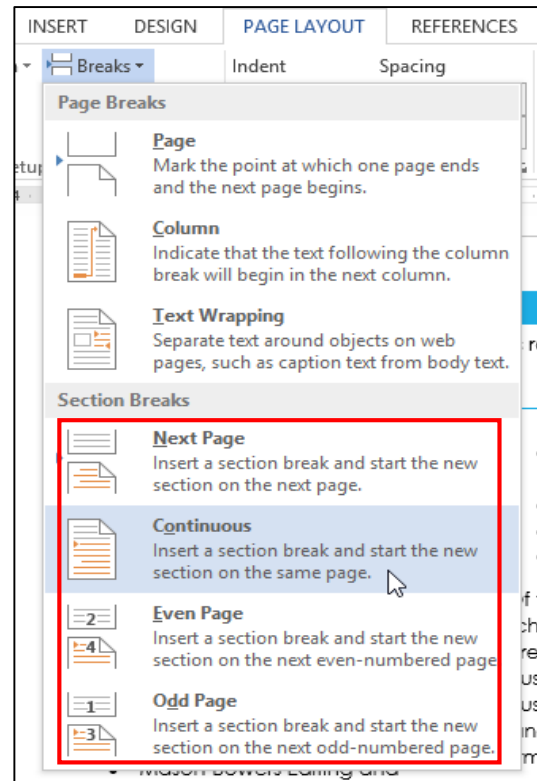 INSERT DESIGN PAGE LAYOUT REFERENCES
Breaks Indent Spacing
Page Breaks
Page
Mark the point at which one page ends
and the next page begins.
Column
Indicate that the text following the column
break will begin in the next column.
Text Wrapping
Separate text around objects on web
pages, such as caption text from body text.
Section Breaks
Next Page
Insert a section break and start the new
section on the next page.
Continuous
Insert a section break and start the new
section on the same page.
2
Even Page
Insert a section break and start the new
4
section on the next even-numbered page
1
Odd Page
Insert a section break and start the new
3
section on the next odd-numbered page.